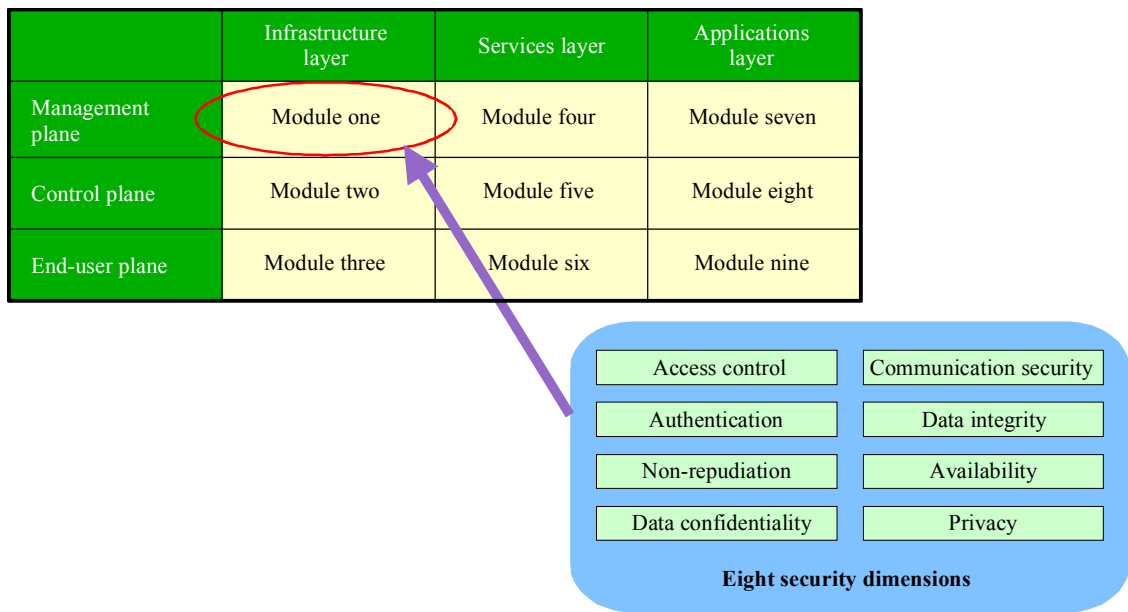 Infrastructure
layer
Services layer
Applications
layer
Management
plane
Module one
Module four
Module seven
Control plane
Module two
Module five
Module eight
End-user plane
Module three
Module six
Module nine
Access control
Communication security
Authentication
Data integrity
Non-repudiation
Availability
Data confidentiality
Privacy
Eight security dimensions